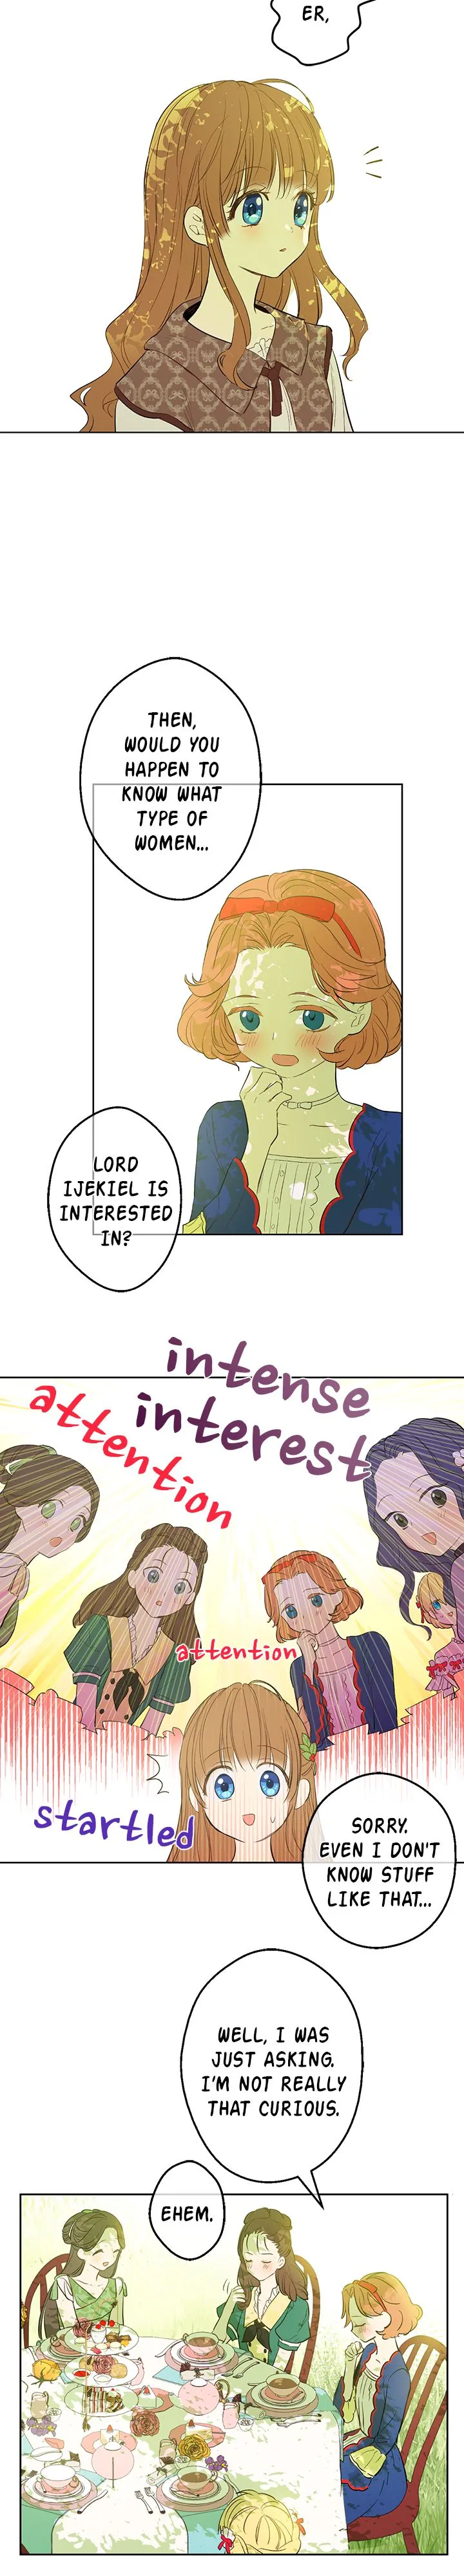 ER,
THEN,
WOULD YOU
HAPPEN TO
KNOW WHAT
TYPE OF
WOMEN...
LORD
IJEKIEL IS
INTERESTED
IN?
intense
interest
attention
attention
startled
SORRY.
EVEN I DON'T
KNOW STUFF
LIKE THAT...
WELL, I WAS
JUST ASKING.
I'M NOT REALLY
THAT CURIOUS.
EHEM.